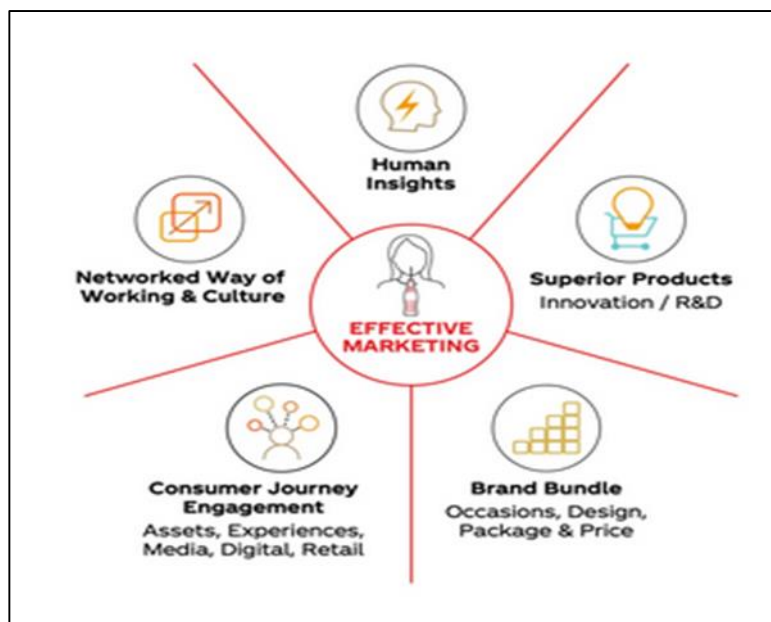 Human
Insights
Superior Products
Innovation / R&D
Brand Bundle
Occasions, Design,
Package & Price
Consumer Journey
Engagement
Assets, Experiences,
Media, Digital, Retail
Networked Way of
Working & Culture
EFFECTIVE
MARKETING